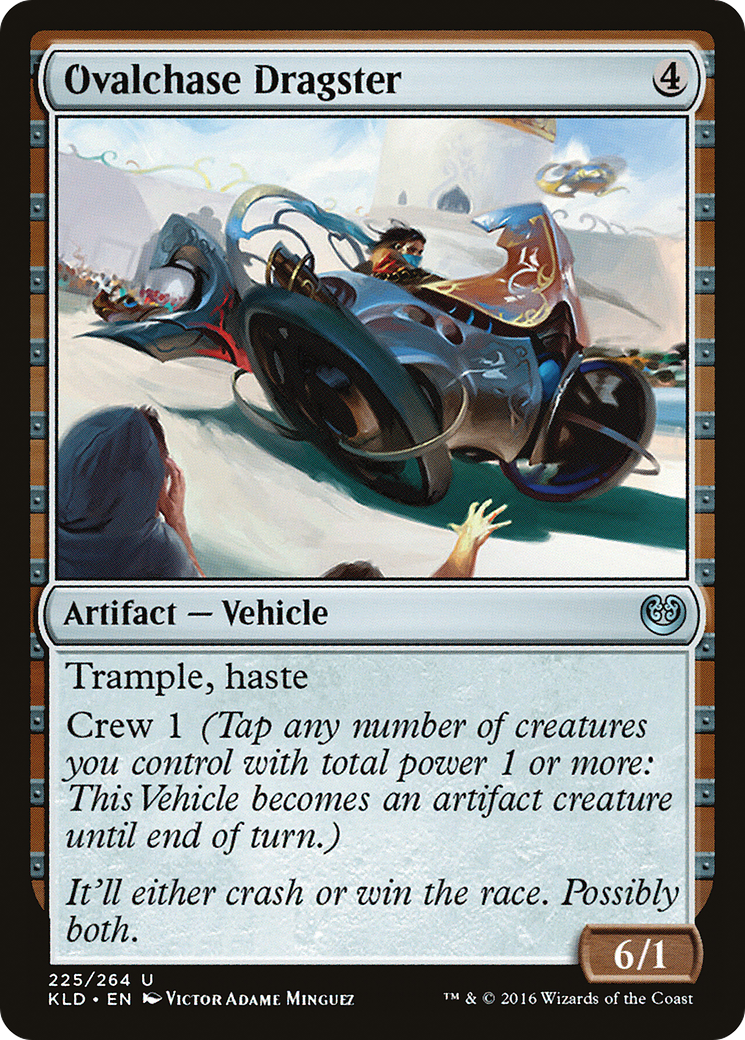 Ovalchase Dragster 4
Artifact — Vehicle
Trample, haste
Crew 1 (Tap any number of creatures
you control with total power 1 or more:
This Vehicle becomes an artifact creature
until end of turn.)
It'll either crash or win the race. Possibly
both.
6/1
225/264 U
KLD • EN Victor Adame Minguez ™ & © 2016 Wizards of the Coast